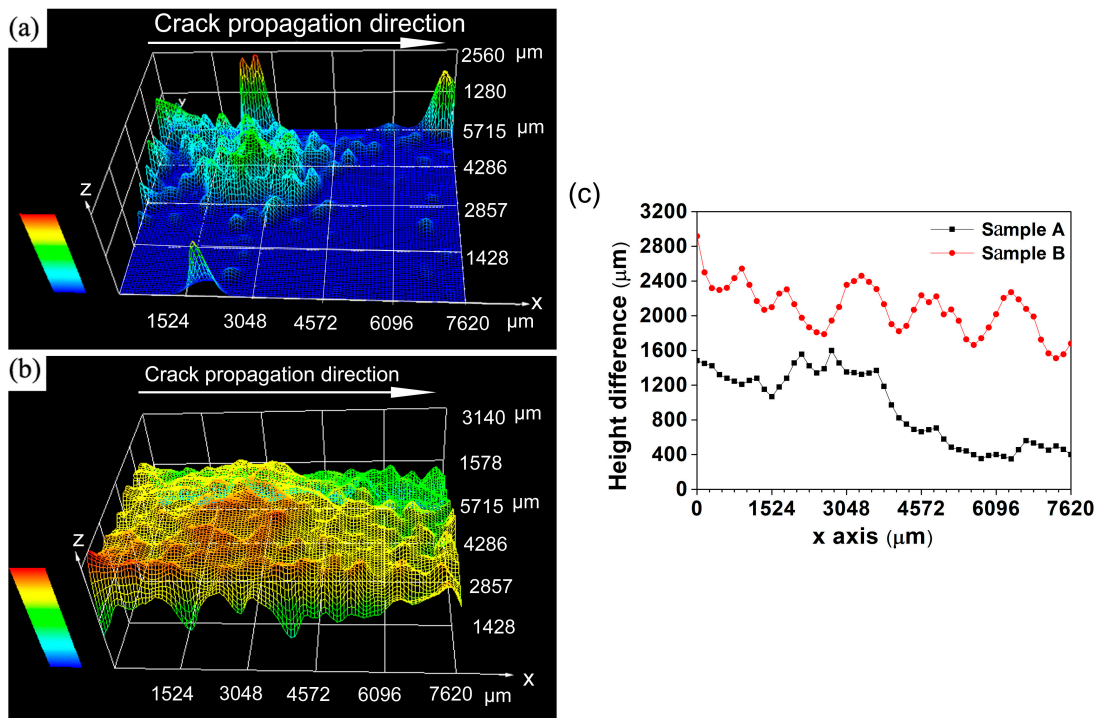 (a)
Crack propagation direction
μm
2560
1280
5715 μm
4286
2857
1428
y
Z
X
1524 3048 4572 6096 7620 μm
(b)
Crack propagation direction
3140
μm
1578
5715
4286
2857
1428
Z
X
1524 3048 4572 6096 7620 μm
(c)
Sample A
Sample B
Height difference (μm)
3200
2800
2400
2000
1600
1200
800
400
0
0 1524 3048 4572 6096 7620
x axis (μm)